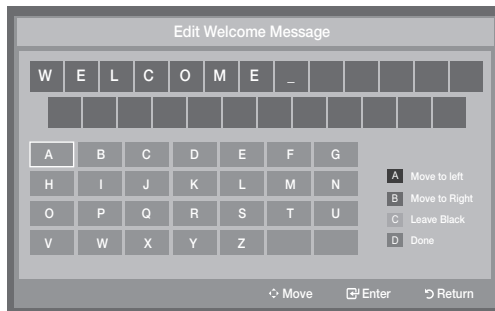 Edit Welcome Message
W E L C O M E _
A B C D E F G
H I J K L M N
O P Q R S T U
V W X Y Z
A Move to left
B Move to Right
C Leave Black
D Done
Move Enter Return